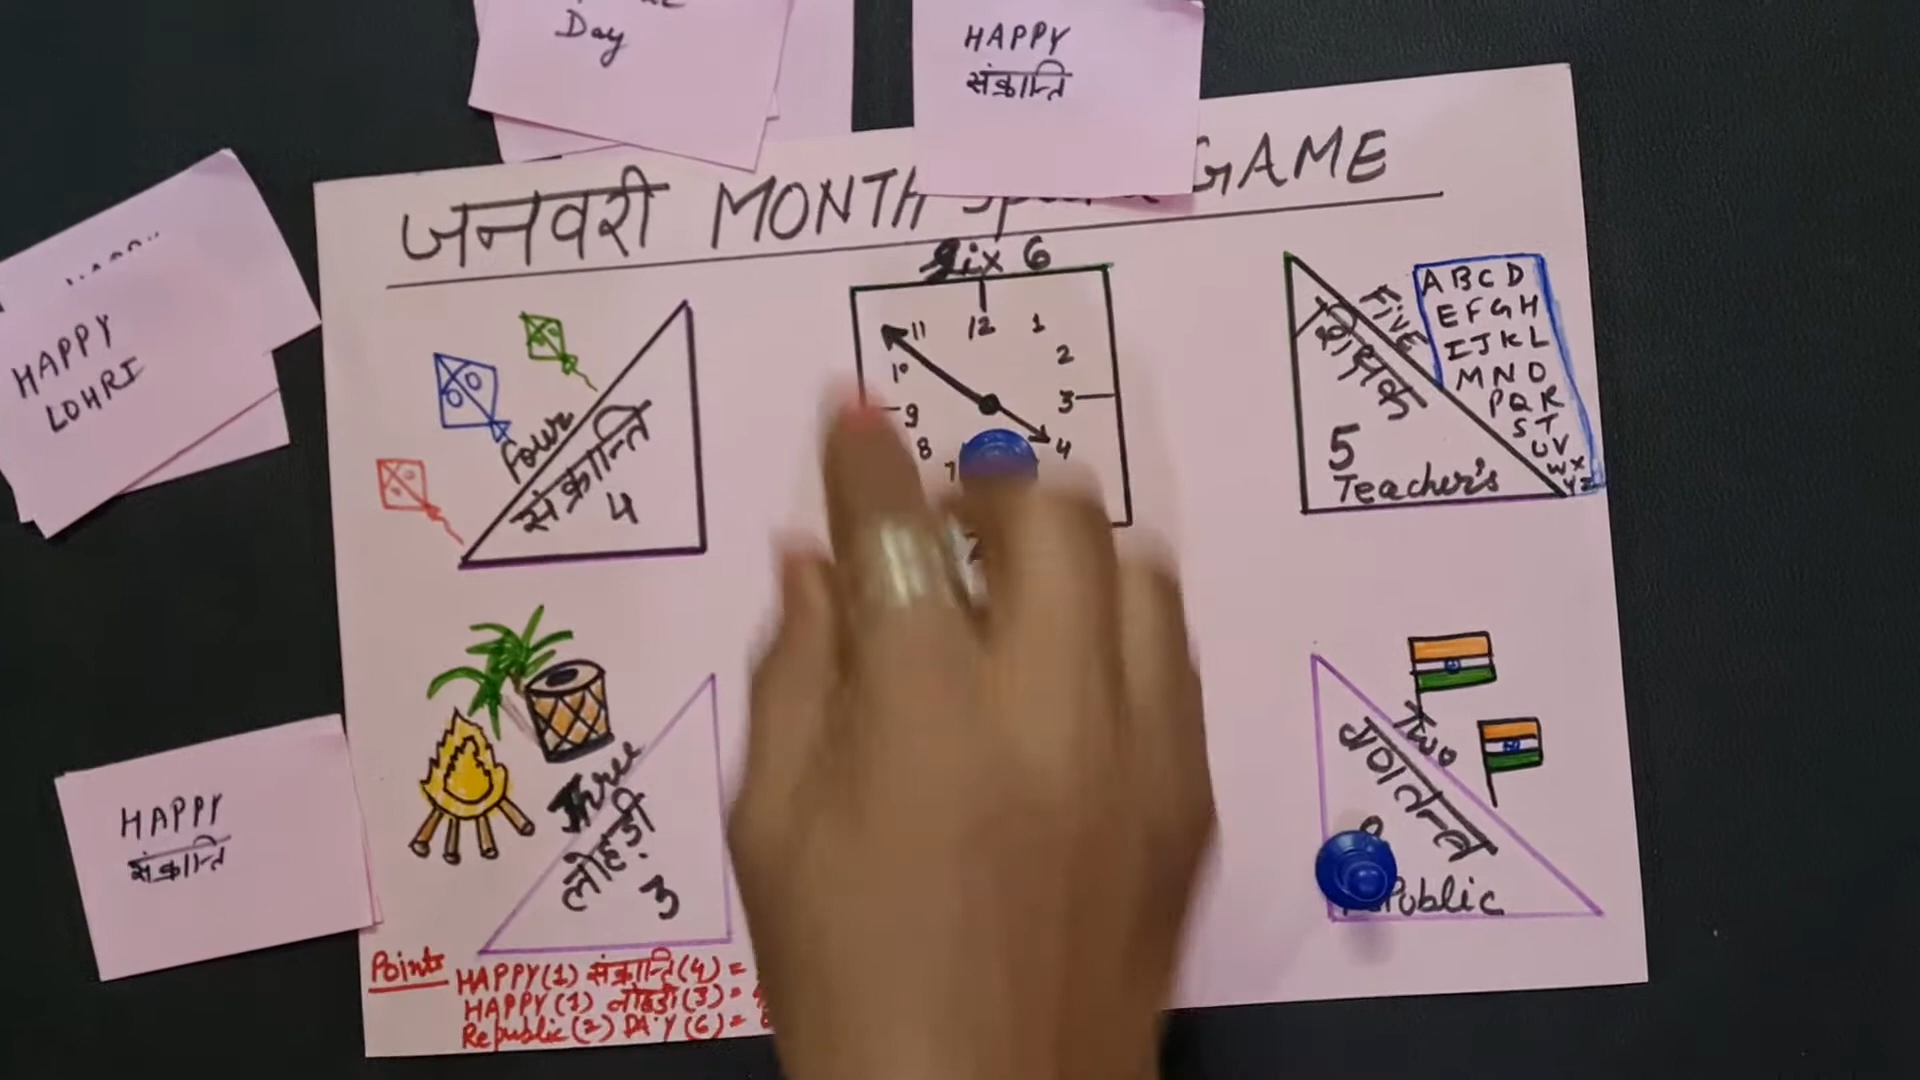 Day
HAPPY
संक्रान्ति
जनवरी MONTH GAME
HAPPY
LOHRI
Six 6
11 12 1
10 2
9 3
8 4
7
Four
संक्रान्ति
4
FIVE
शिक्षक
5
Teacher's
A B C D
E F G H
I J K L
M N O
P Q R
S T
U V
W X
Y Z
Three
लोहड़ी
3
Two
गणतन्त्र
HAPPY
संक्रान्ति
Points
HAPPY(1) संक्रान्ति(4) =
HAPPY(1) लोहड़ी(3) =
Republic(2) DAY(6) =